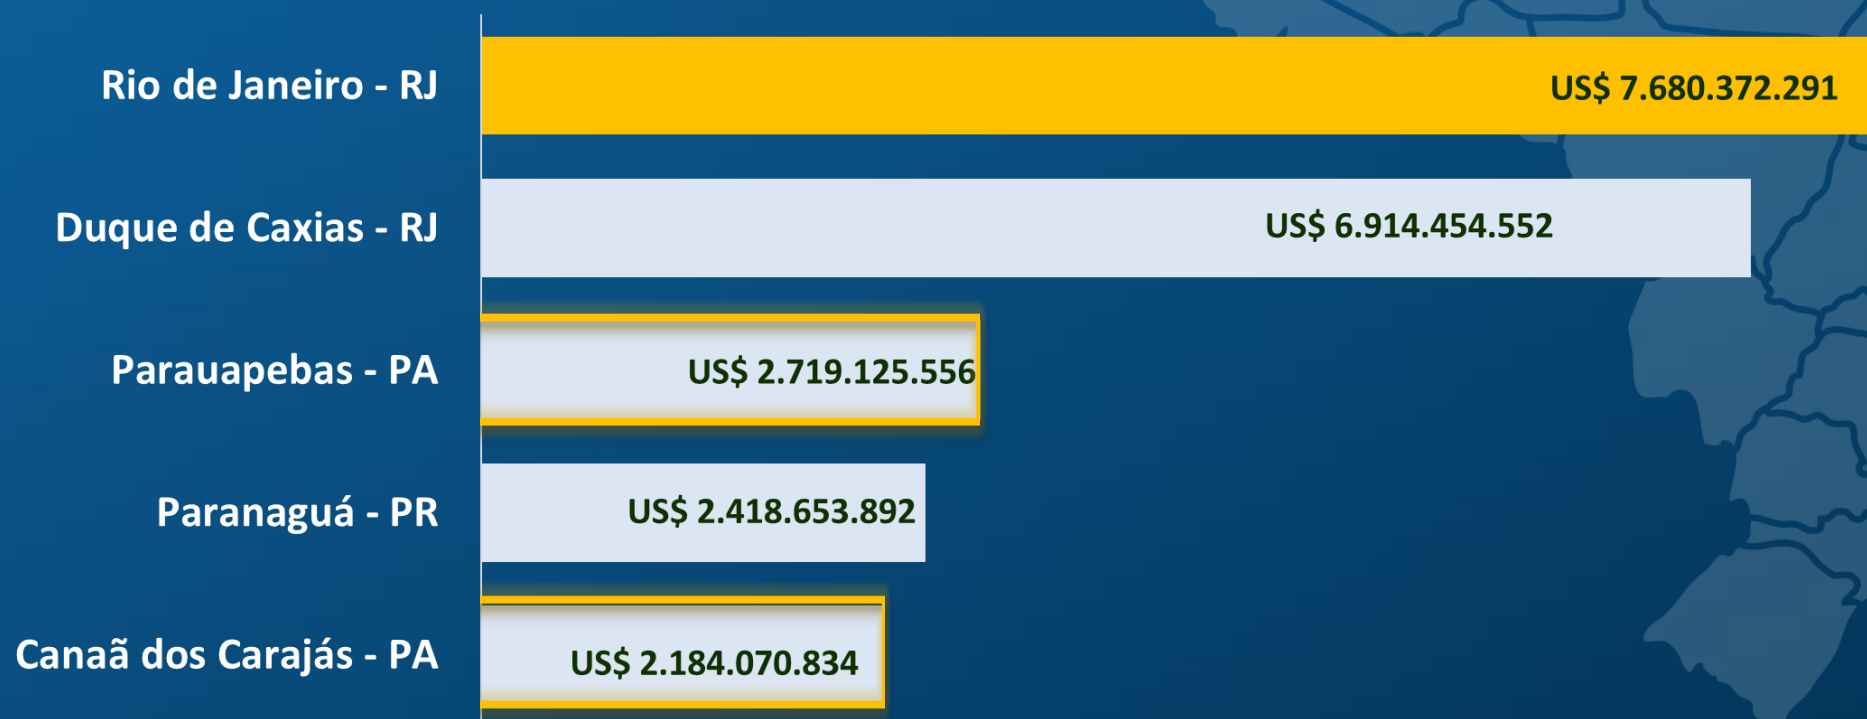 Rio de Janeiro - RJ
US$ 7.680.372.291
Duque de Caxias - RJ
US$ 6.914.454.552
Parauapebas - PA
US$ 2.719.125.556
Paranaguá - PR
US$ 2.418.653.892
Canaã dos Carajás - PA
US$ 2.184.070.834